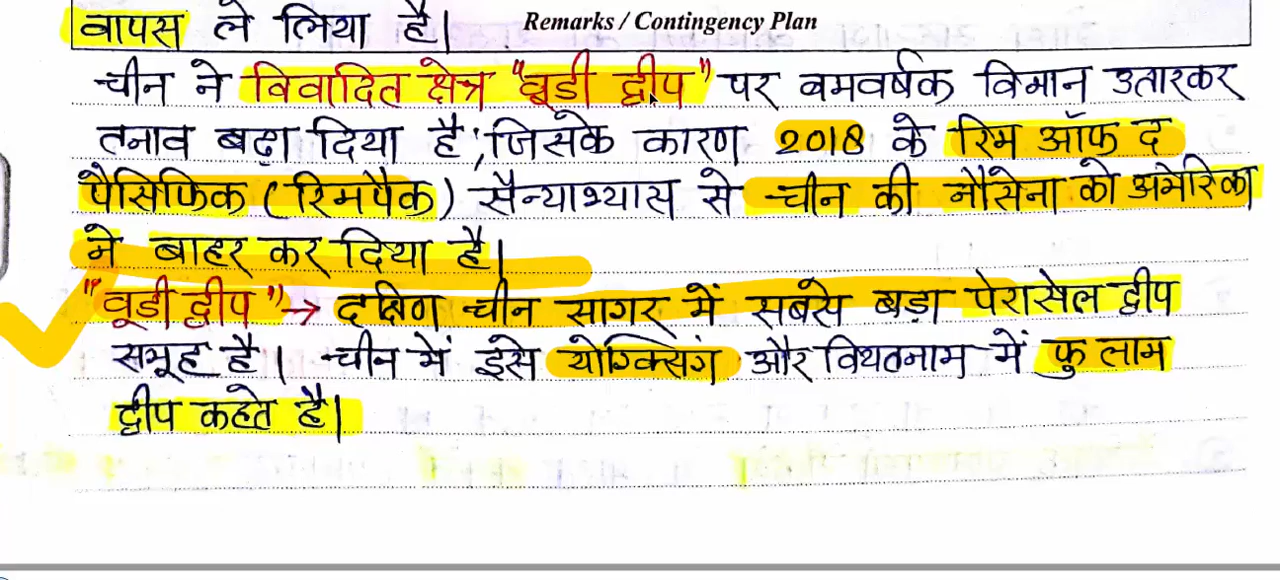 वापस ले लिया है। Remarks / Contingency Plan
चीन ने विवादित क्षेत्र "वूडी द्वीप" पर बमवर्षक विमान उतारकर
तनाव बढ़ा दिया है, जिसके कारण 2018 के रिम ऑफ द
पैसिफिक (रिमपैक) सैन्याभ्यास से चीन की नौसेना को अमेरिका
ने बाहर कर दिया है।
"वूडी द्वीप" → दक्षिण चीन सागर में सबसे बड़ा पेरासेल द्वीप
समूह है। चीन में इसे योंग्क्सिंग और वियतनाम में फु लाम
द्वीप कहते है।